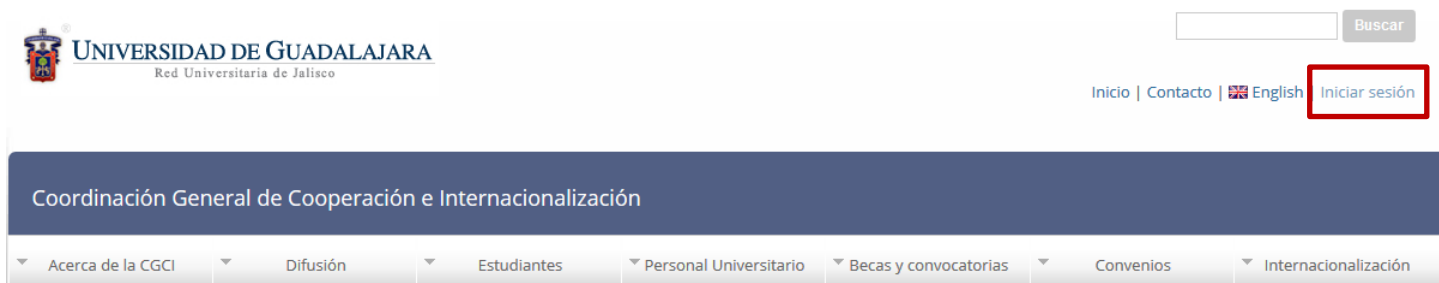 Buscar
UNIVERSIDAD DE GUADALAJARA
Red Universitaria de Jalisco
Inicio | Contacto | English | Iniciar sesión
Coordinación General de Cooperación e Internacionalización
Acerca de la CGCI Difusión Estudiantes Personal Universitario Becas y convocatorias Convenios Internacionalización